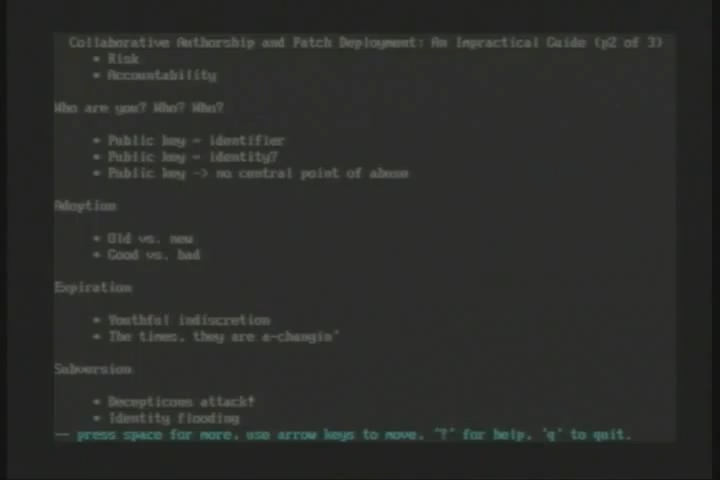 Collaborative Authorship and Patch Deployment: An Impractical Guide (p2 of 3)
* Risk
* Accountability
Who are you? Who? Who?
* Public key = identifier
* Public key = identity?
* Public key -> no central point of abuse
Adoption
* Old vs. new
* Good vs. bad
Expiration
* Youthful indiscretion
* The times, they are a-changin'
Subversion
* Decepticons attack!
* Identity flooding
-- press space for more, use arrow keys to move, '?' for help, 'q' to quit.